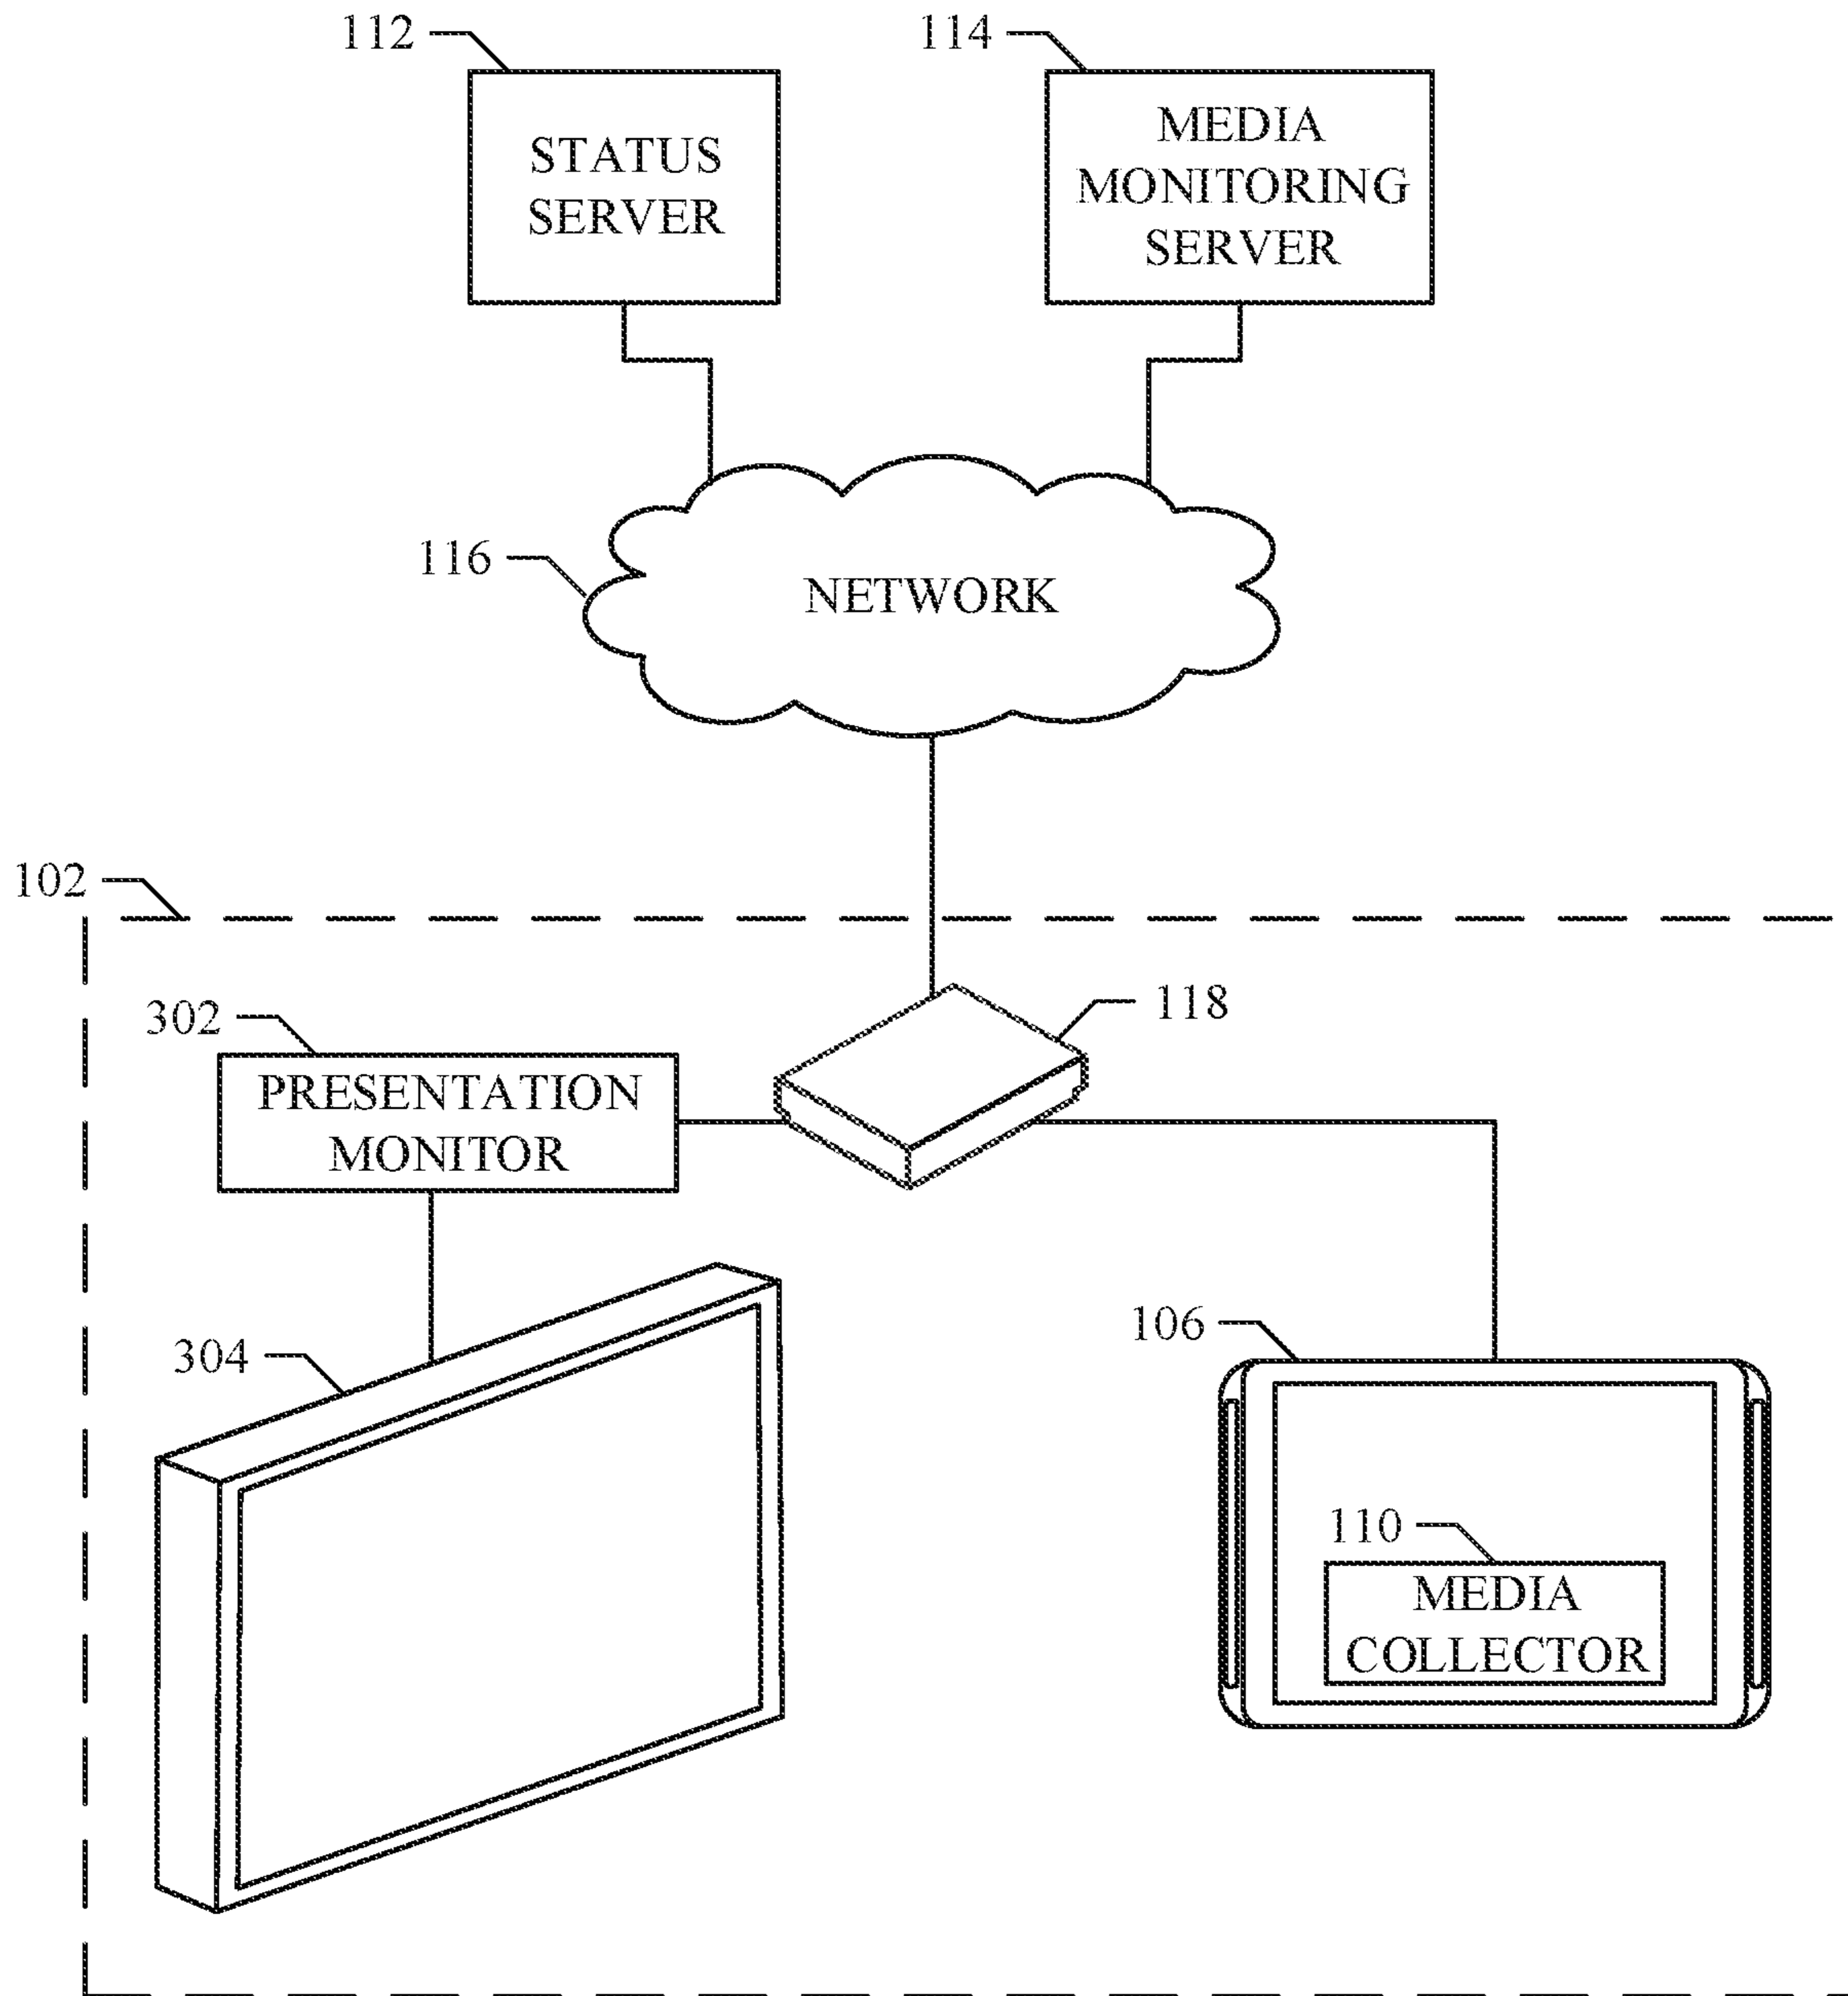 112
114
STATUS
SERVER
MEDIA
MONITORING
SERVER
116
NETWORK
102
302
118
PRESENTATION
MONITOR
304
106
110
MEDIA
COLLECTOR